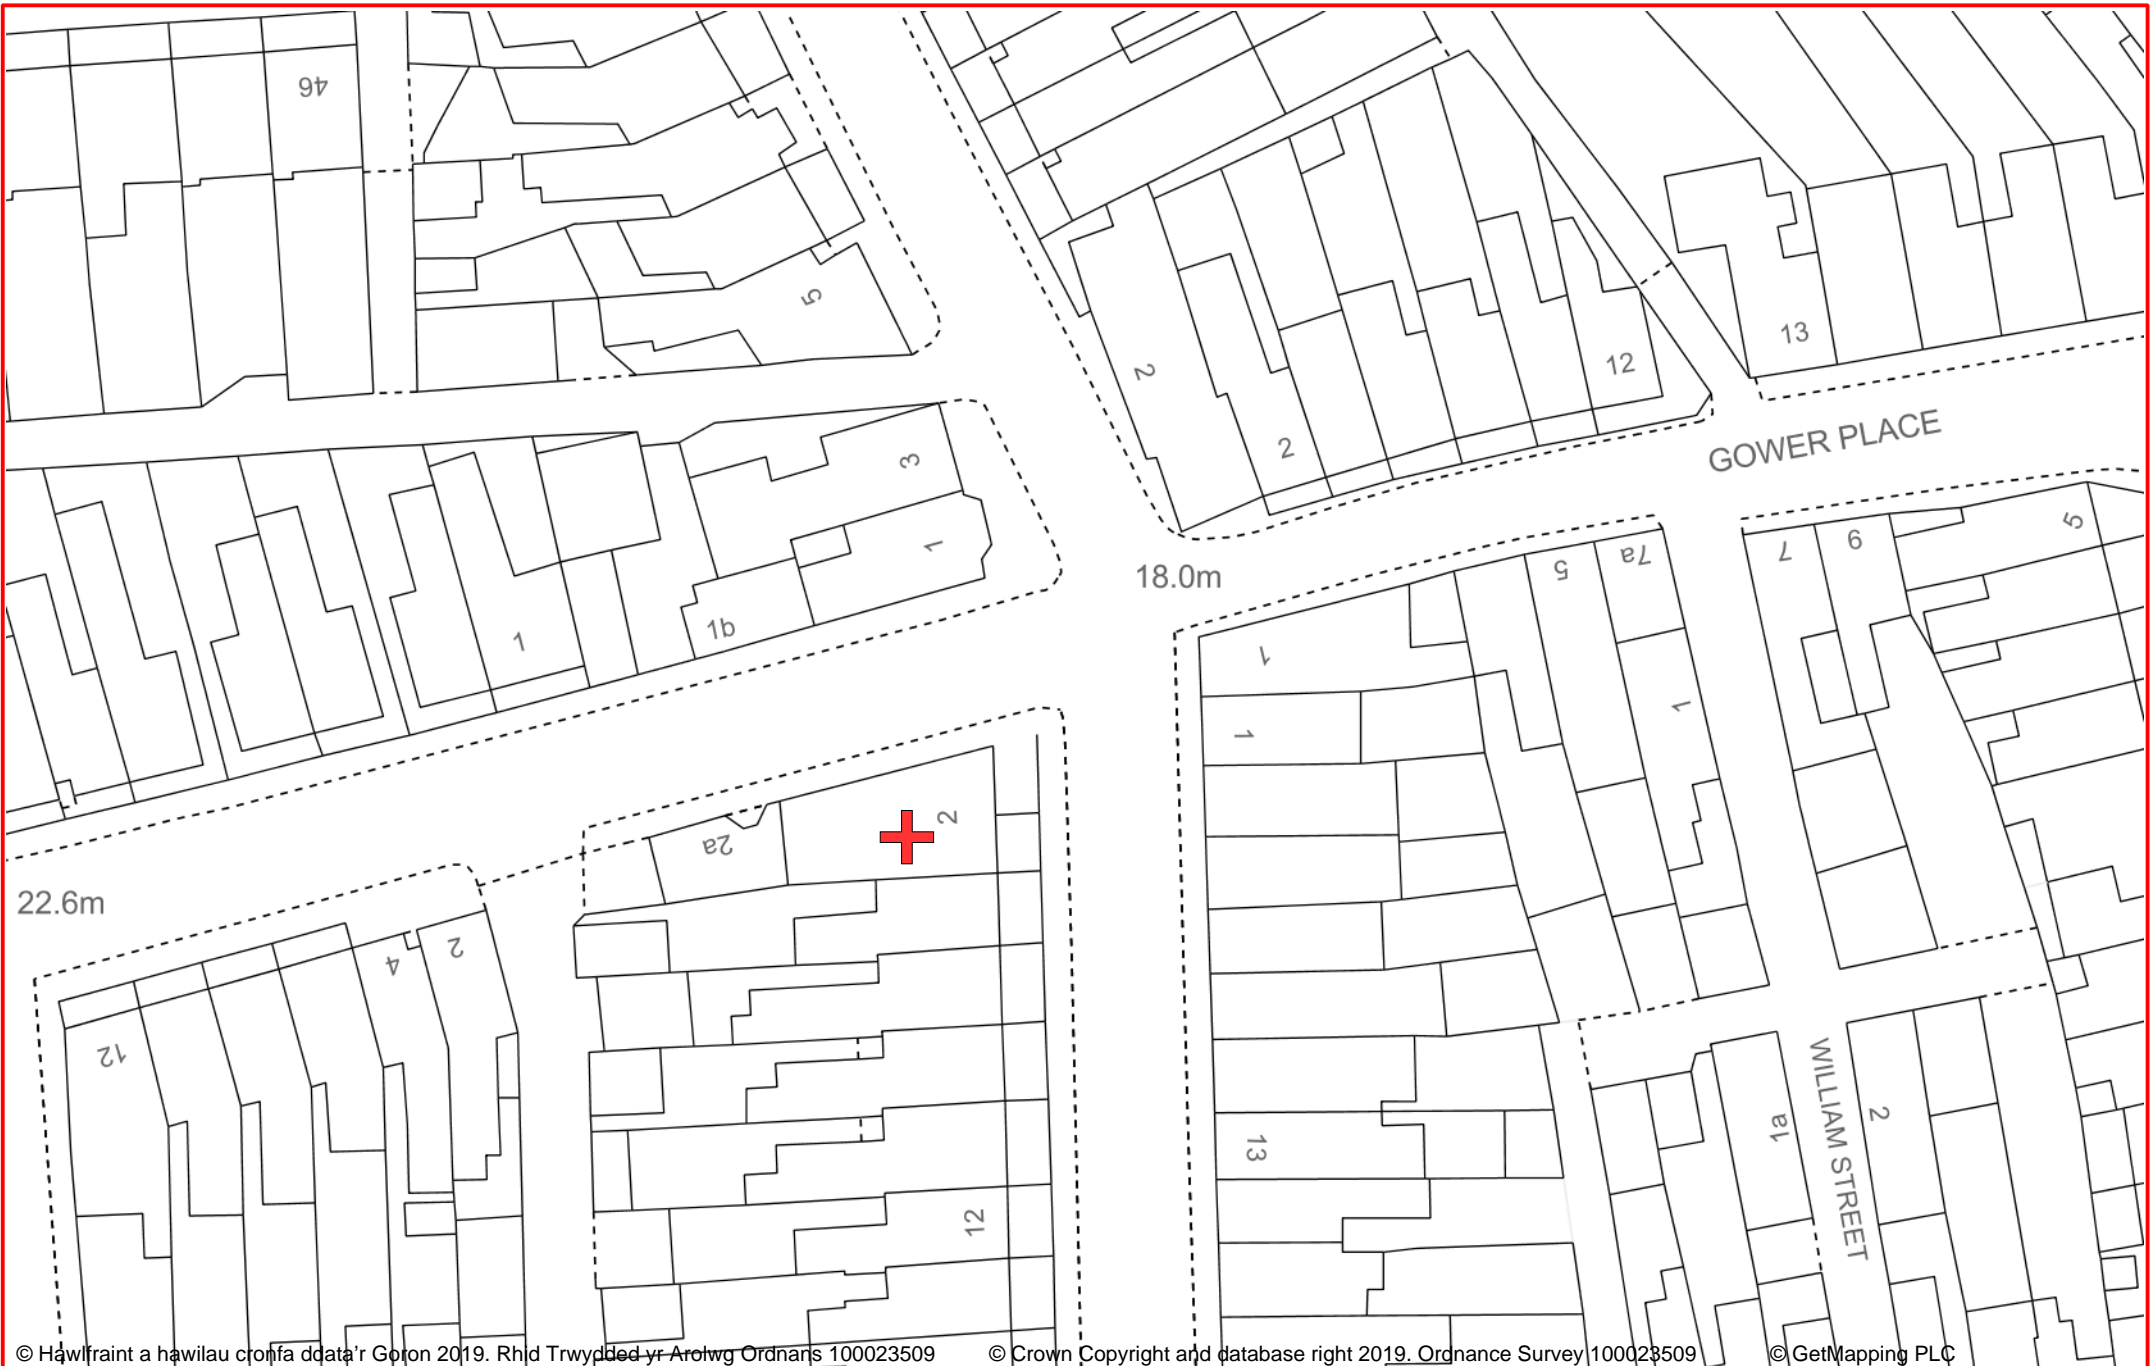 46
5
2
2
12
13
GOWER PLACE
3
1
1b
1
18.0m
1
5
7a
7
9
5
1
1
2
2a
22.6m
2
4
12
13
12
1a
WILLIAM STREET
2
© Hawlfraint a hawliau cronfa ddata'r Goron 2019. Rhid Trwydded yr Arolwg Ordnans 100023509 © Crown Copyright and database right 2019. Ordnance Survey 100023509 © GetMapping PLC